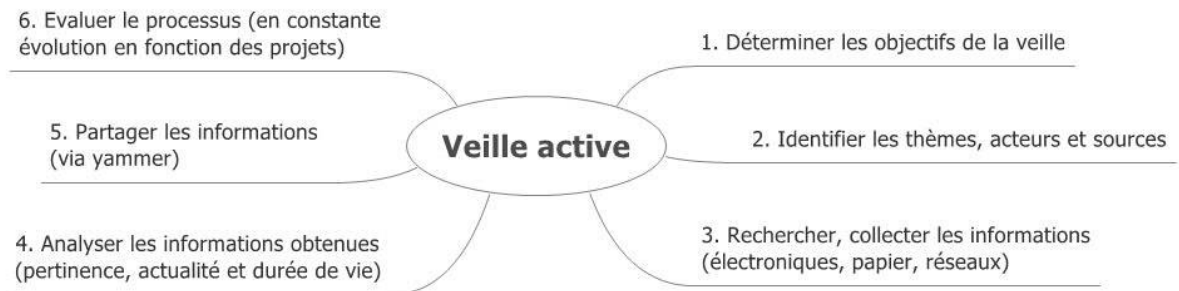 Veille active
1. Déterminer les objectifs de la veille
2. Identifier les thèmes, acteurs et sources
3. Rechercher, collecter les informations
(électroniques, papier, réseaux)
4. Analyser les informations obtenues
(pertinence, actualité et durée de vie)
5. Partager les informations
(via yammer)
6. Evaluer le processus (en constante
évolution en fonction des projets)